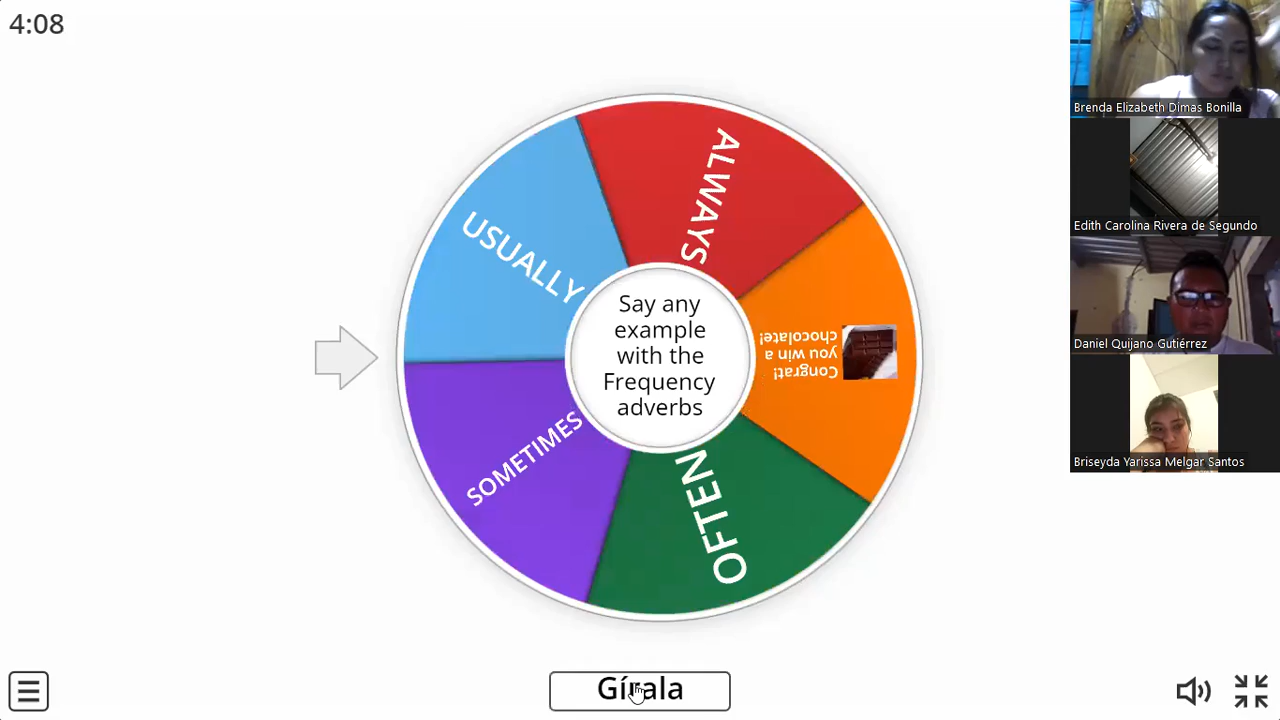 4:08
ALWAYS
USUALLY
Say any
example
with the
Frequency
adverbs
Congrat!
you win a
chocolate!
SOMETIMES
OFTEN
Gírala
Brenda Elizabeth Dimas Bonilla
Edith Carolina Rivera de Segundo
Daniel Quijano Gutiérrez
Briseyda Yarissa Melgar Santos